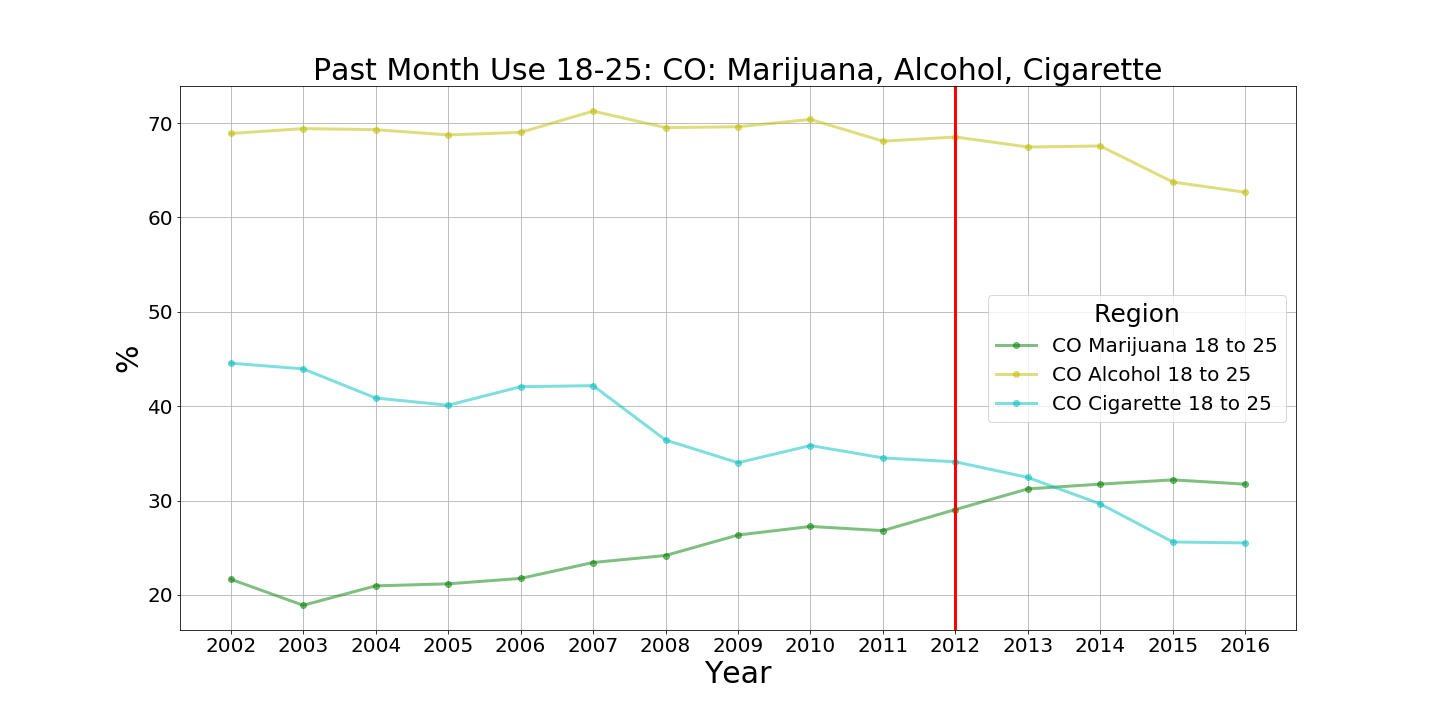 Past Month Use 18-25: CO: Marijuana, Alcohol, Cigarette
70
60
50
40
30
20
%
Region
CO Marijuana 18 to 25
CO Alcohol 18 to 25
CO Cigarette 18 to 25
2002 2003 2004 2005 2006 2007 2008 2009 2010 2011 2012 2013 2014 2015 2016
Year